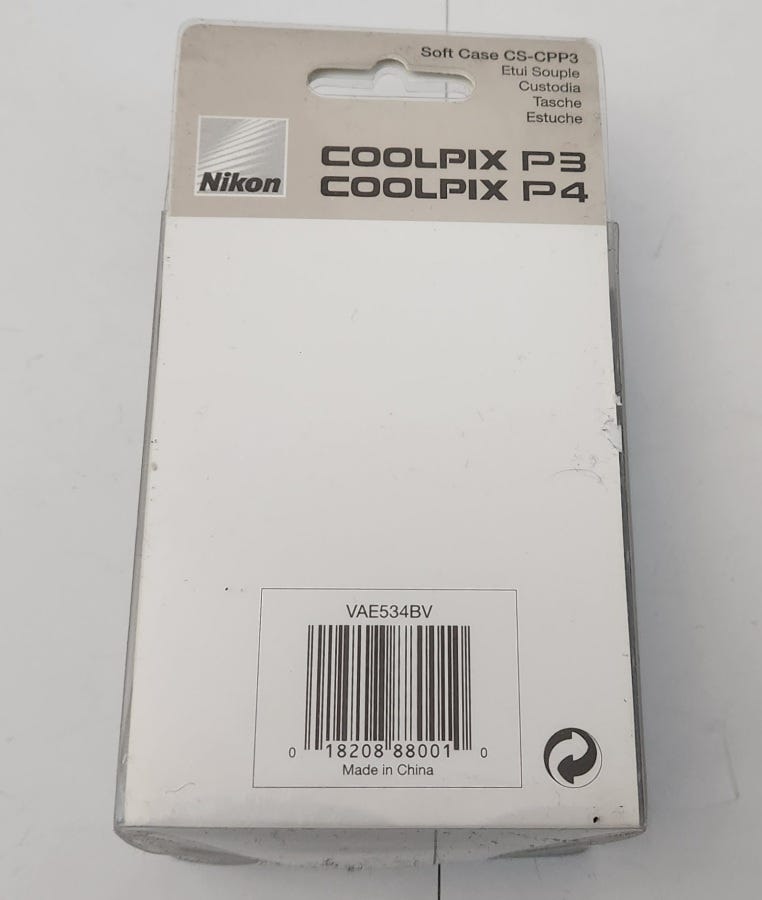 Soft Case CS-CPP3
Etui Souple
Custodia
Tasche
Estuche
Nikon
COOLPIX P3
COOLPIX P4
VAE534BV
0 18208 88001 0
Made in China